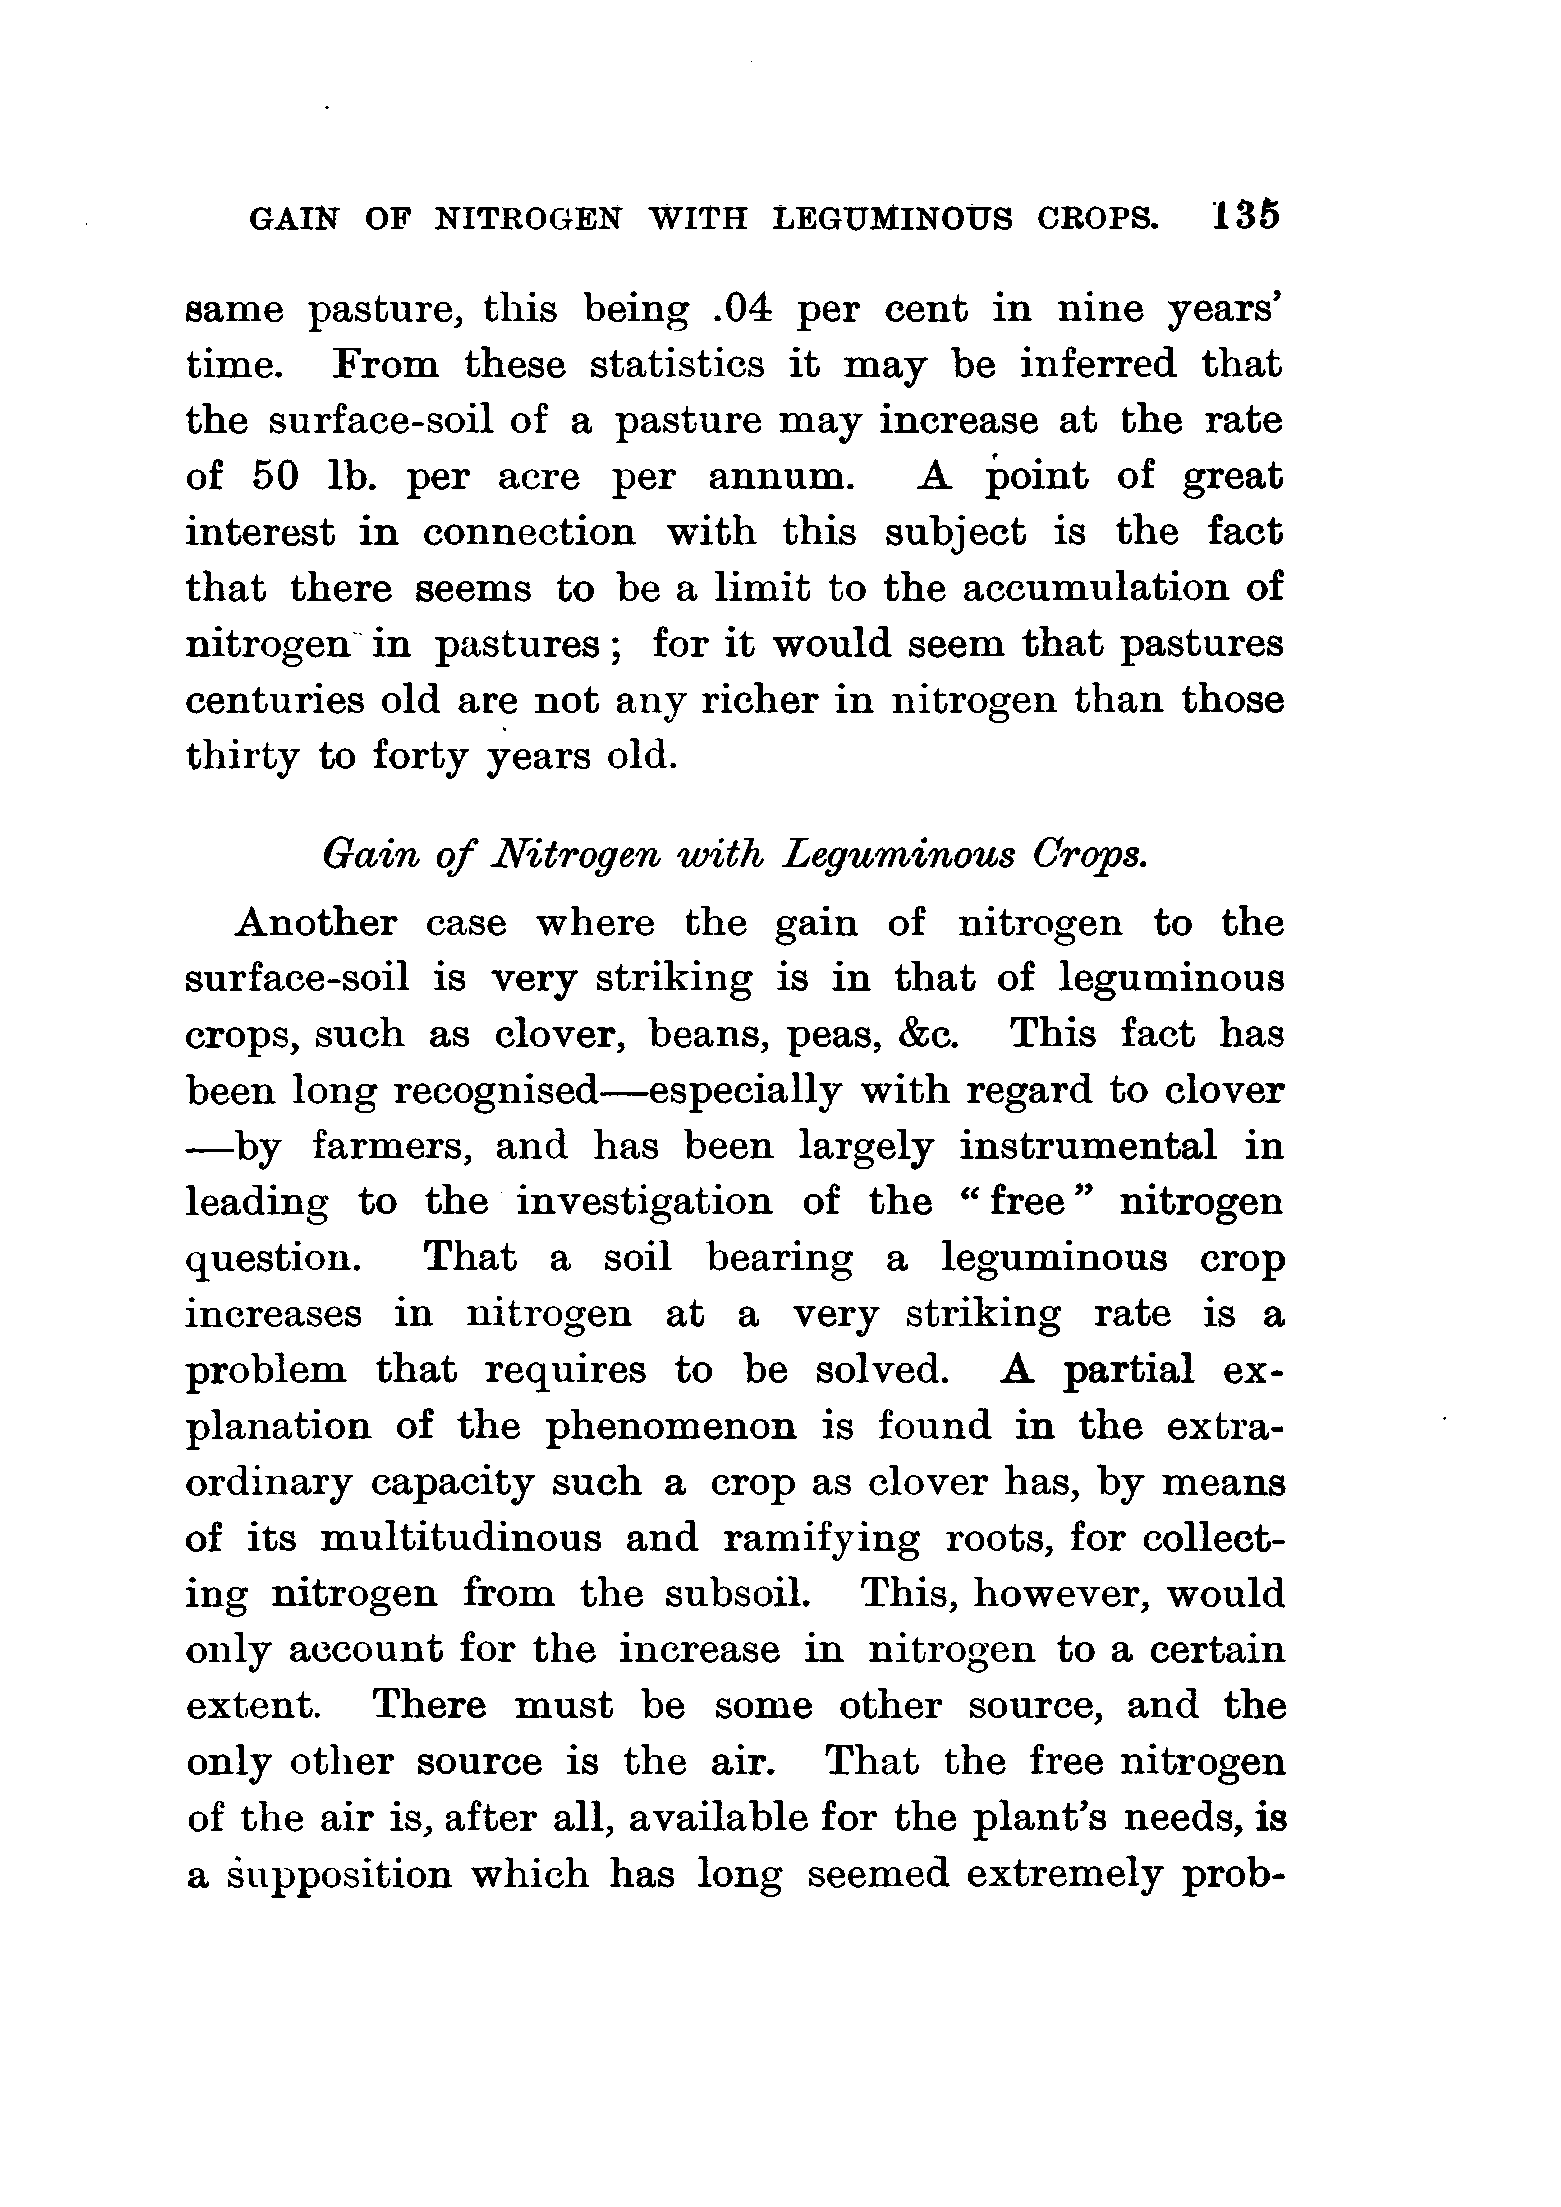 GAIN OF NITROGEN WITH LEGUMINOUS CROPS. 135
same pasture, this being .04 per cent in nine years’
time. From these statistics it may be inferred that
the surface-soil of a pasture may increase at the rate
of 50 lb. per acre per annum. A point of great
interest in connection with this subject is the fact
that there seems to be a limit to the accumulation of
nitrogen in pastures; for it would seem that pastures
centuries old are not any richer in nitrogen than those
thirty to forty years old.
Gain of Nitrogen with Leguminous Crops.
Another case where the gain of nitrogen to the
surface-soil is very striking is in that of leguminous
crops, such as clover, beans, peas, &c. This fact has
been long recognised—especially with regard to clover
—by farmers, and has been largely instrumental in
leading to the investigation of the “free” nitrogen
question. That a soil bearing a leguminous crop
increases in nitrogen at a very striking rate is a
problem that requires to be solved. A partial ex-
planation of the phenomenon is found in the extra-
ordinary capacity such a crop as clover has, by means
of its multitudinous and ramifying roots, for collect-
ing nitrogen from the subsoil. This, however, would
only account for the increase in nitrogen to a certain
extent. There must be some other source, and the
only other source is the air. That the free nitrogen
of the air is, after all, available for the plant’s needs, is
a supposition which has long seemed extremely prob-